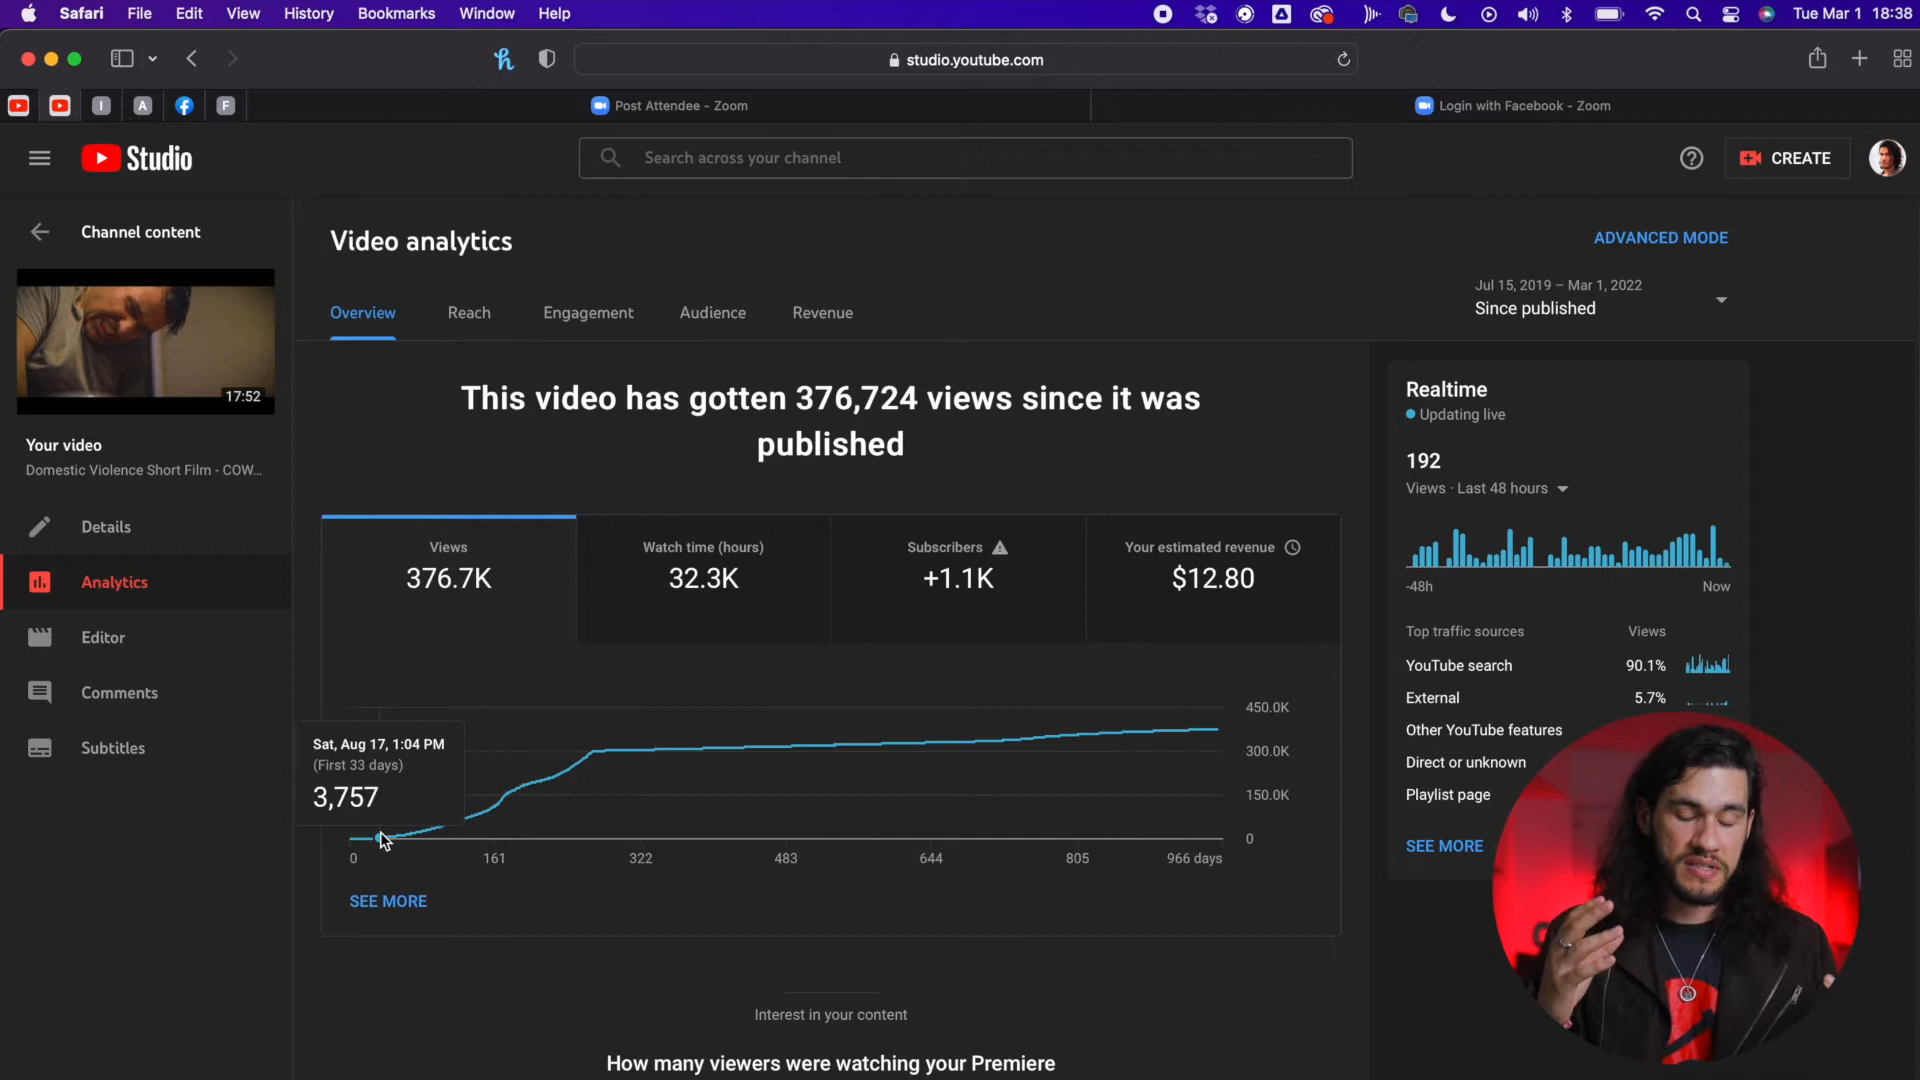 Safari File Edit View History Bookmarks Window Help Tue Mar 1 18:38
studio.youtube.com
I A F Post Attendee - Zoom Login with Facebook - Zoom
Studio Search across your channel CREATE
Channel content
17:52
Your video
Domestic Violence Short Film - COW...
Details
Analytics
Editor
Comments
Subtitles
Video analytics
ADVANCED MODE
Jul 15, 2019 – Mar 1, 2022
Since published
Overview Reach Engagement Audience Revenue
This video has gotten 376,724 views since it was
published
Views Watch time (hours) Subscribers Your estimated revenue
376.7K 32.3K +1.1K $12.80
450.0K
300.0K
150.0K
0
Sat, Aug 17, 1:04 PM
(First 33 days)
3,757
0 161 322 483 644 805 966 days
SEE MORE
Interest in your content
How many viewers were watching your Premiere
Realtime
Updating live
192
Views · Last 48 hours
-48h Now
Top traffic sources Views
YouTube search 90.1%
External 5.7%
Other YouTube features
Direct or unknown
Playlist page
SEE MORE